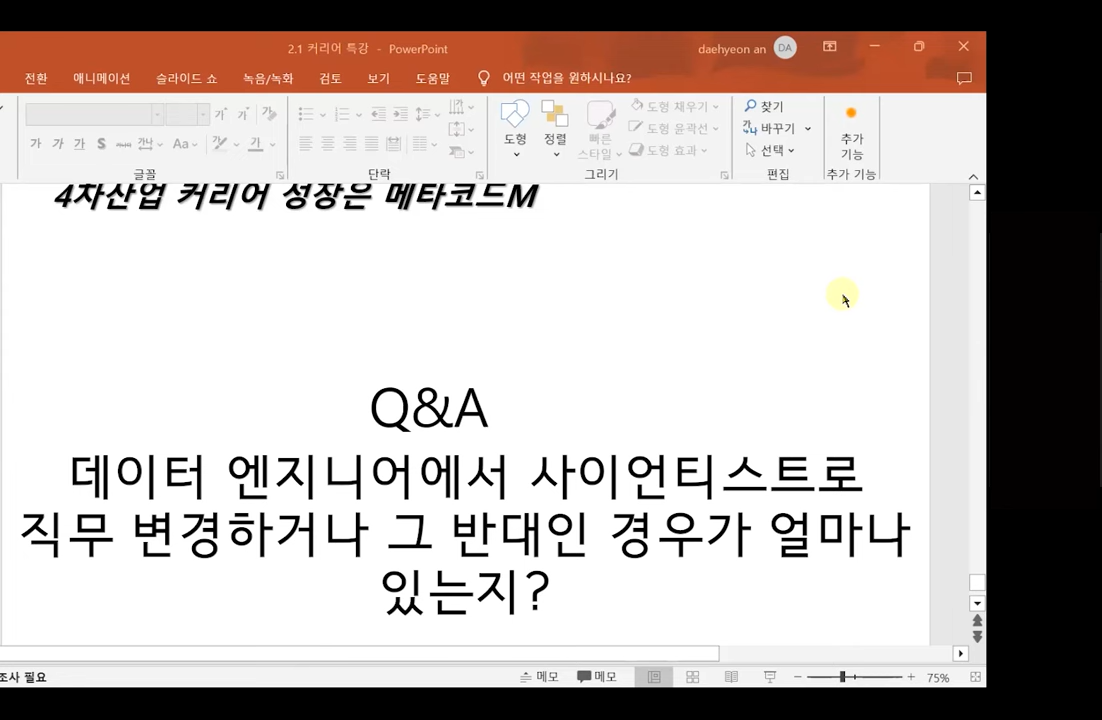 2.1 커리어 특강 - PowerPoint
daehyeon an DA
전환 애니메이션 슬라이드 쇼 녹음/녹화 검토 보기 도움말 어떤 작업을 원하시나요?
가 가 가 S 간 Aa 가
도형 정렬 빠른 스타일
도형 채우기
도형 윤곽선
도형 효과
찾기
바꾸기
선택
추가 기능
글꼴 단락 그리기 편집 추가 기능
4차산업 커리어 성장은 메타코드M
Q&A
데이터 엔지니어에서 사이언티스트로
직무 변경하거나 그 반대인 경우가 얼마나
있는지?
조사 필요 메모 메모 75%